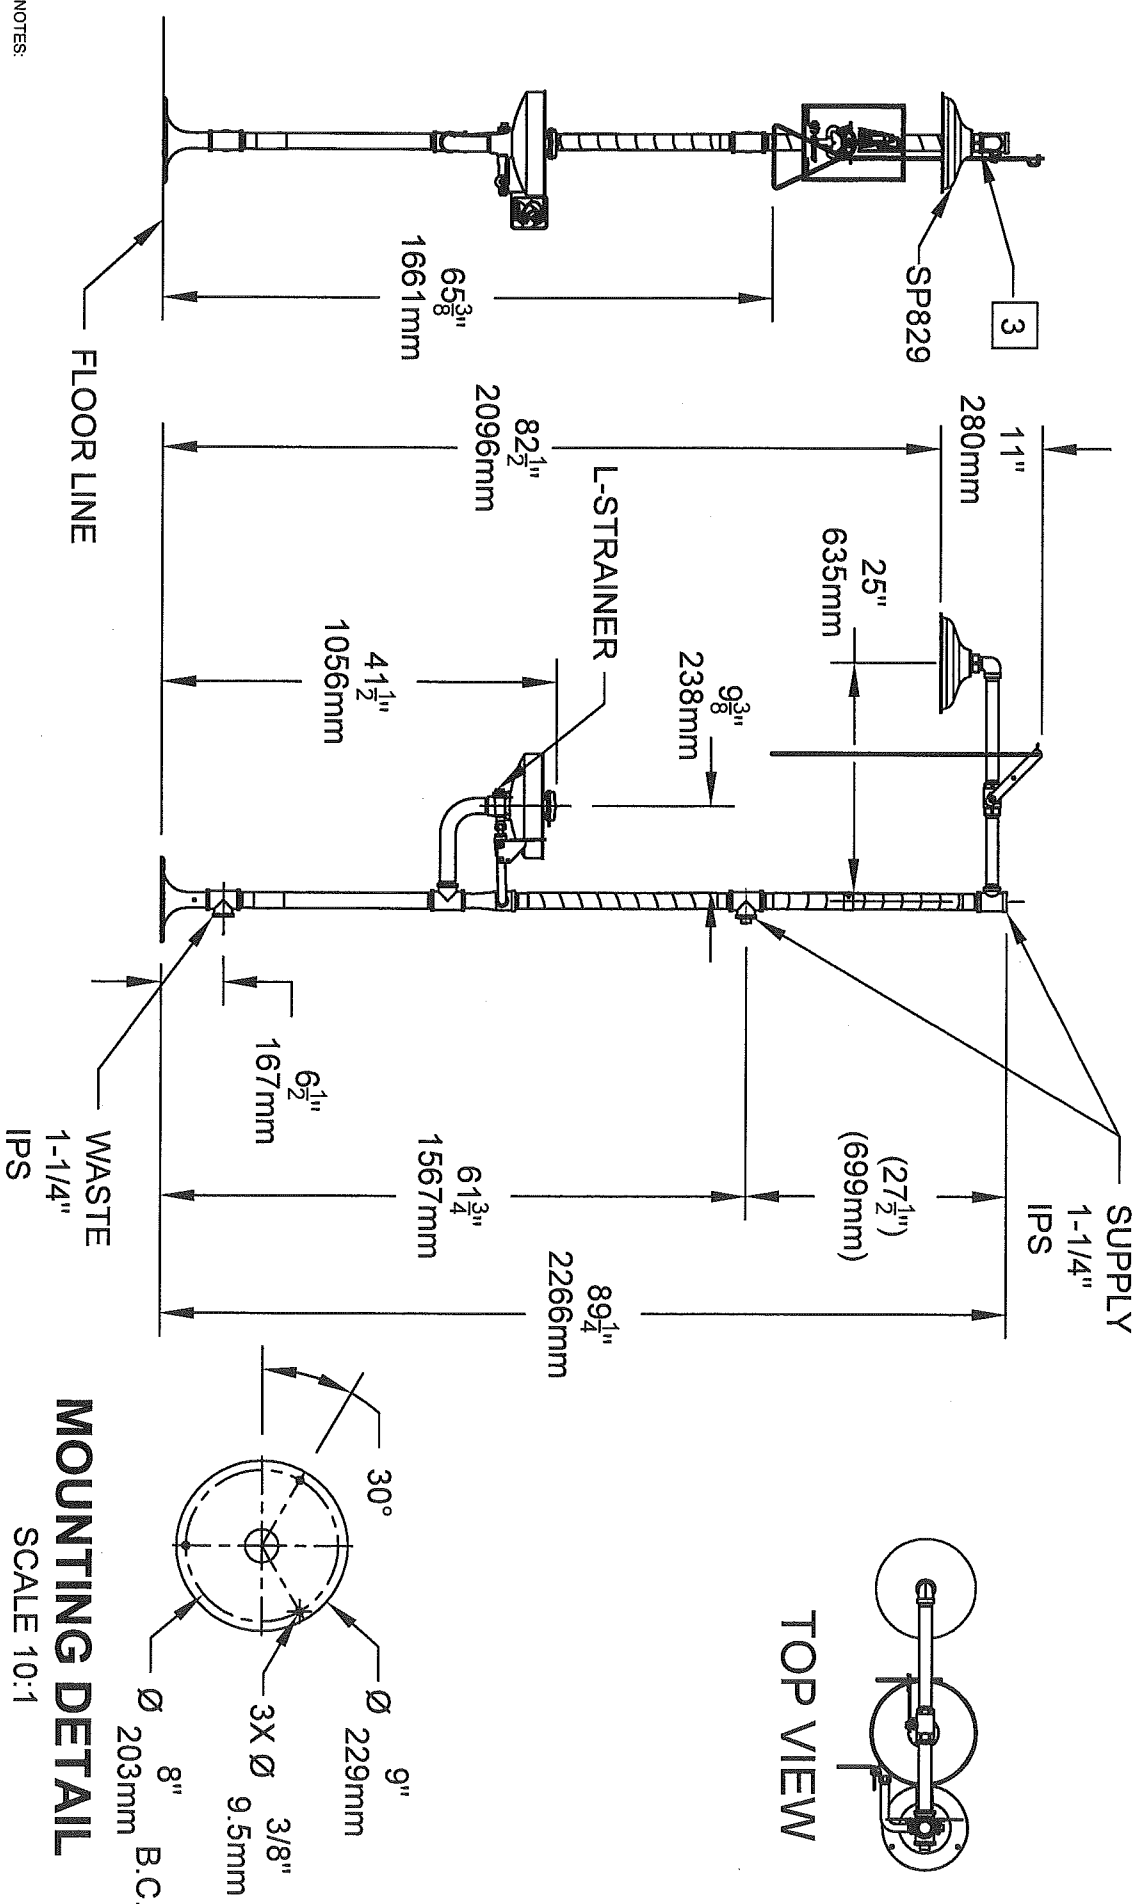 SUPPLY
1-1/4"
IPS
3
SP829
11"
280mm
25"
635mm
(27 1/2")
(699mm)
TOP VIEW
9 3/8"
238mm
L-STRAINER
82 1/2"
2096mm
89 1/4"
2266mm
65 3/8"
1661mm
41 1/2"
1056mm
61 3/4"
1567mm
6 1/2"
167mm
30°
Ø 9"
229mm
3X Ø 3/8"
9.5mm
Ø 8"
203mm B.C.
FLOOR LINE
WASTE
1-1/4"
IPS
MOUNTING DETAIL
SCALE 10:1
NOTES: